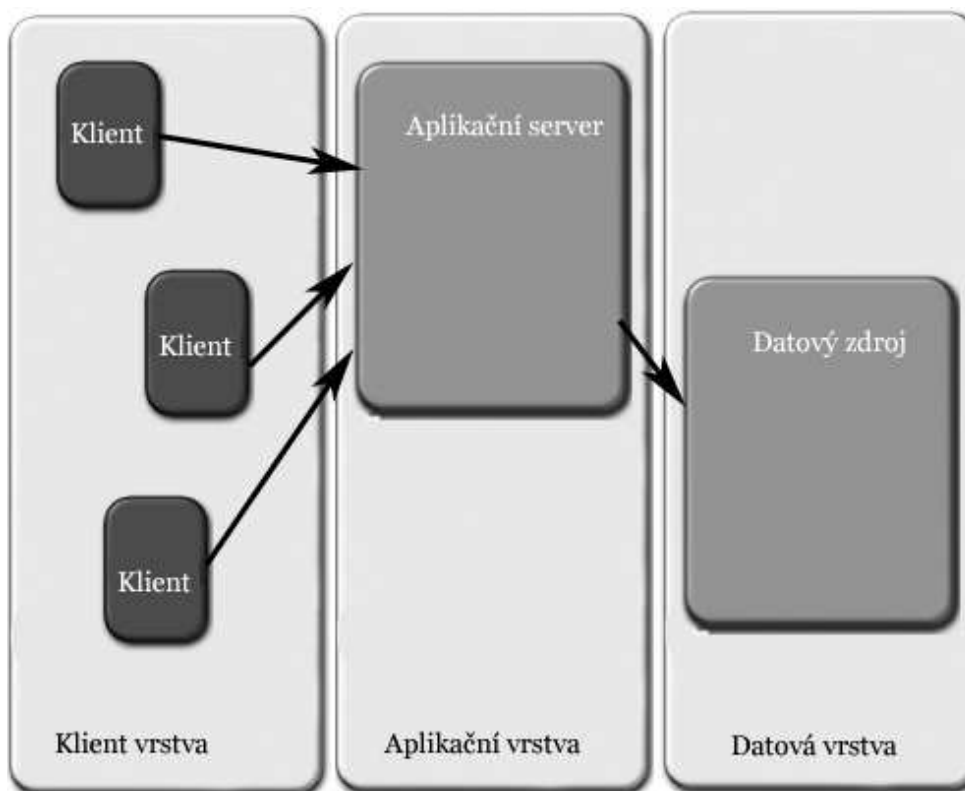 Klient
Klient
Klient
Klient vrstva
Aplikační server
Aplikační vrstva
Datový zdroj
Datová vrstva